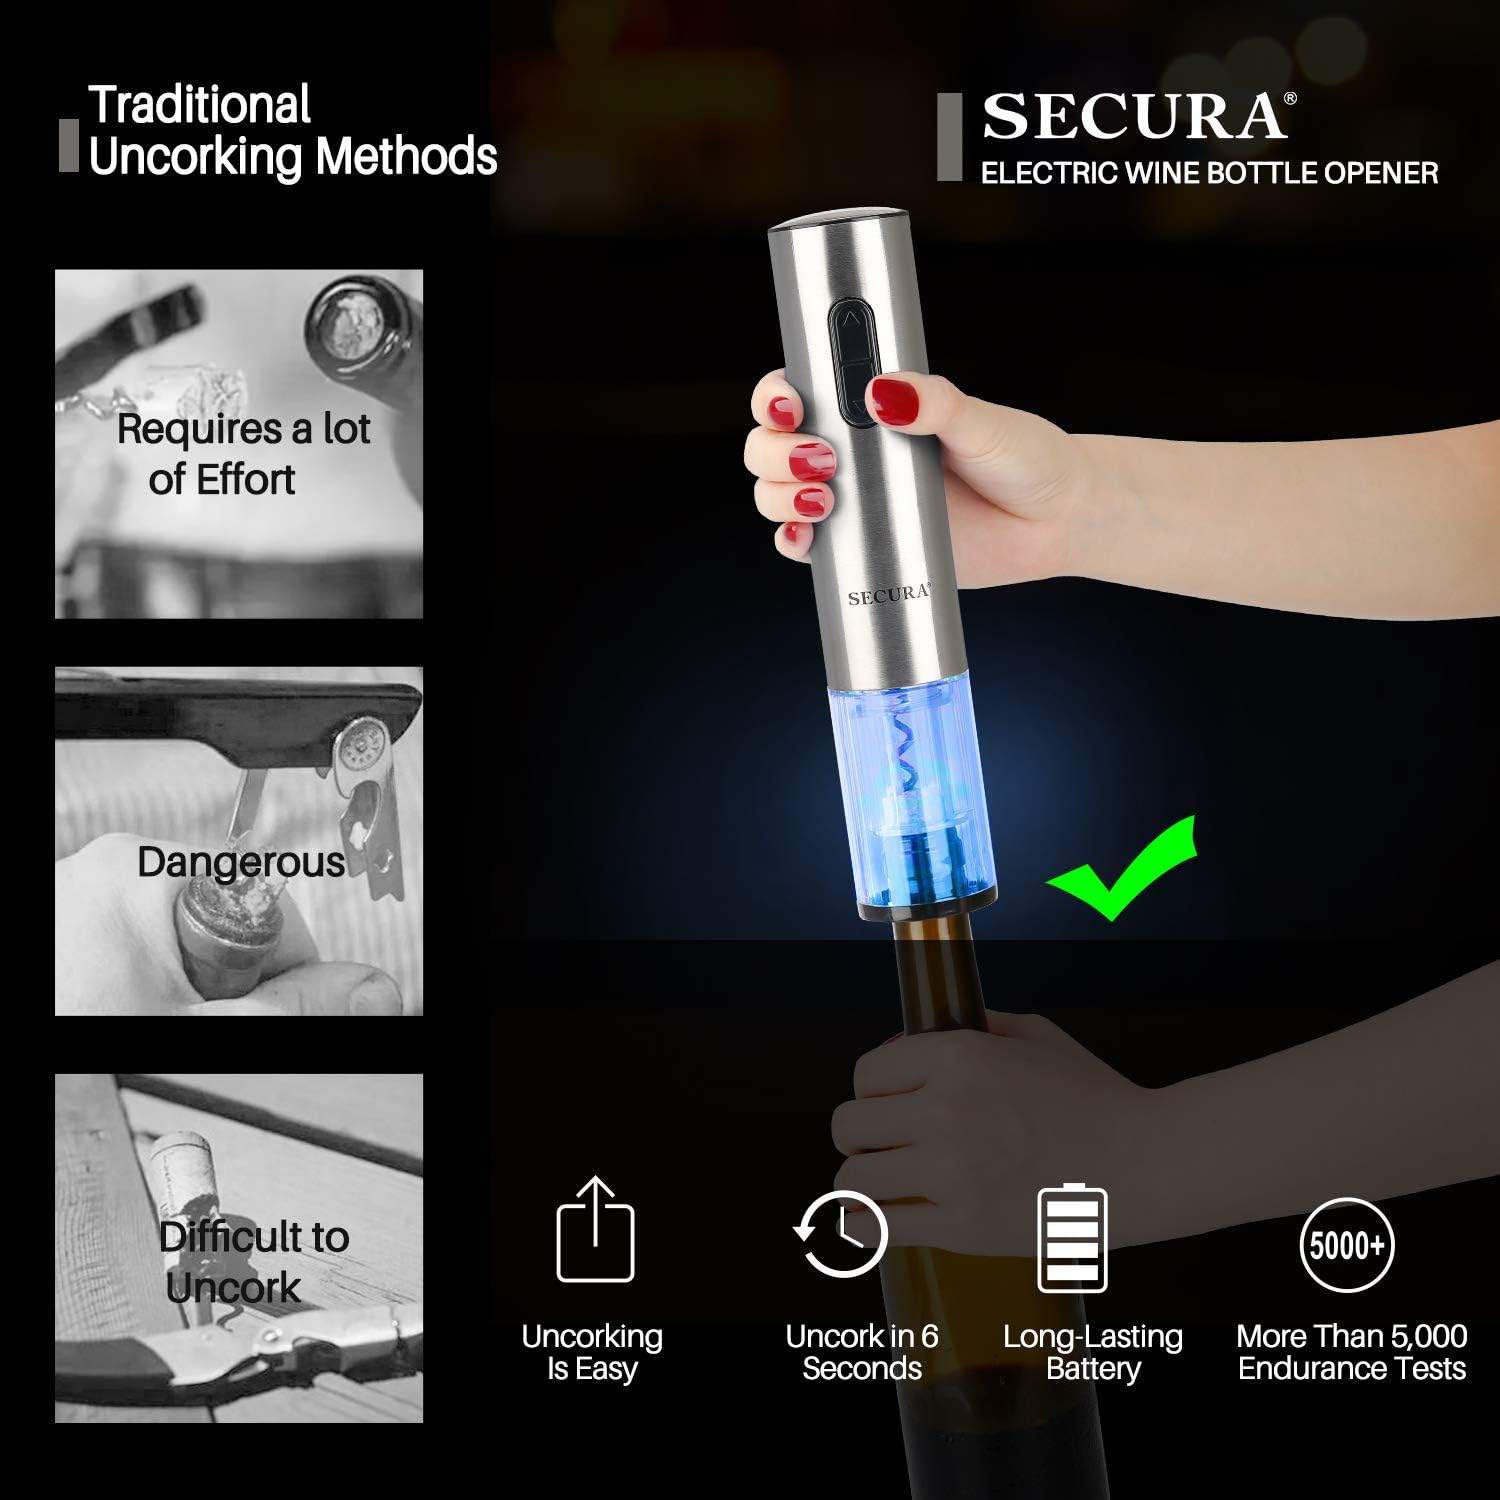 Traditional
Uncorking Methods
SECURA®
ELECTRIC WINE BOTTLE OPENER
Requires a lot
of Effort
Dangerous
Difficult to
Uncork
SECURA®
Uncorking
Is Easy
Uncork in 6
Seconds
Long-Lasting
Battery
5000+
More Than 5,000
Endurance Tests